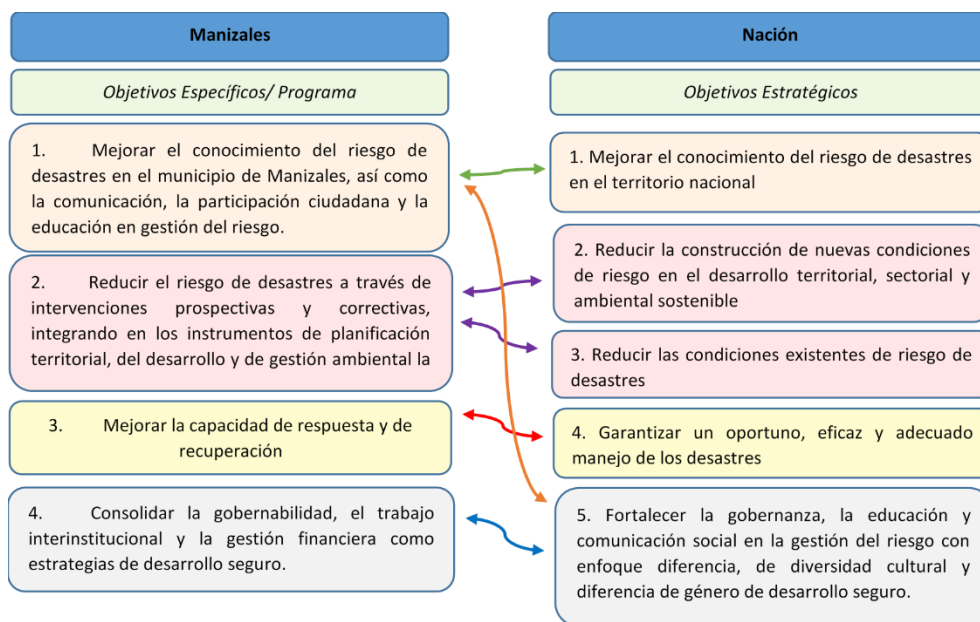 Manizales
Objetivos Específicos/ Programa
1. Mejorar el conocimiento del riesgo de
desastres en el municipio de Manizales, así como
la comunicación, la participación ciudadana y la
educación en gestión del riesgo.
2. Reducir el riesgo de desastres a través de
intervenciones prospectivas y correctivas,
integrando en los instrumentos de planificación
territorial, del desarrollo y de gestión ambiental la
3. Mejorar la capacidad de respuesta y de
recuperación
4. Consolidar la gobernabilidad, el trabajo
interinstitucional y la gestión financiera como
estrategias de desarrollo seguro.
Nación
Objetivos Estratégicos
1. Mejorar el conocimiento del riesgo de desastres
en el territorio nacional
2. Reducir la construcción de nuevas condiciones
de riesgo en el desarrollo territorial, sectorial y
ambiental sostenible
3. Reducir las condiciones existentes de riesgo de
desastres
4. Garantizar un oportuno, eficaz y adecuado
manejo de los desastres
5. Fortalecer la gobernanza, la educación y
comunicación social en la gestión del riesgo con
enfoque diferencia, de diversidad cultural y
diferencia de género de desarrollo seguro.